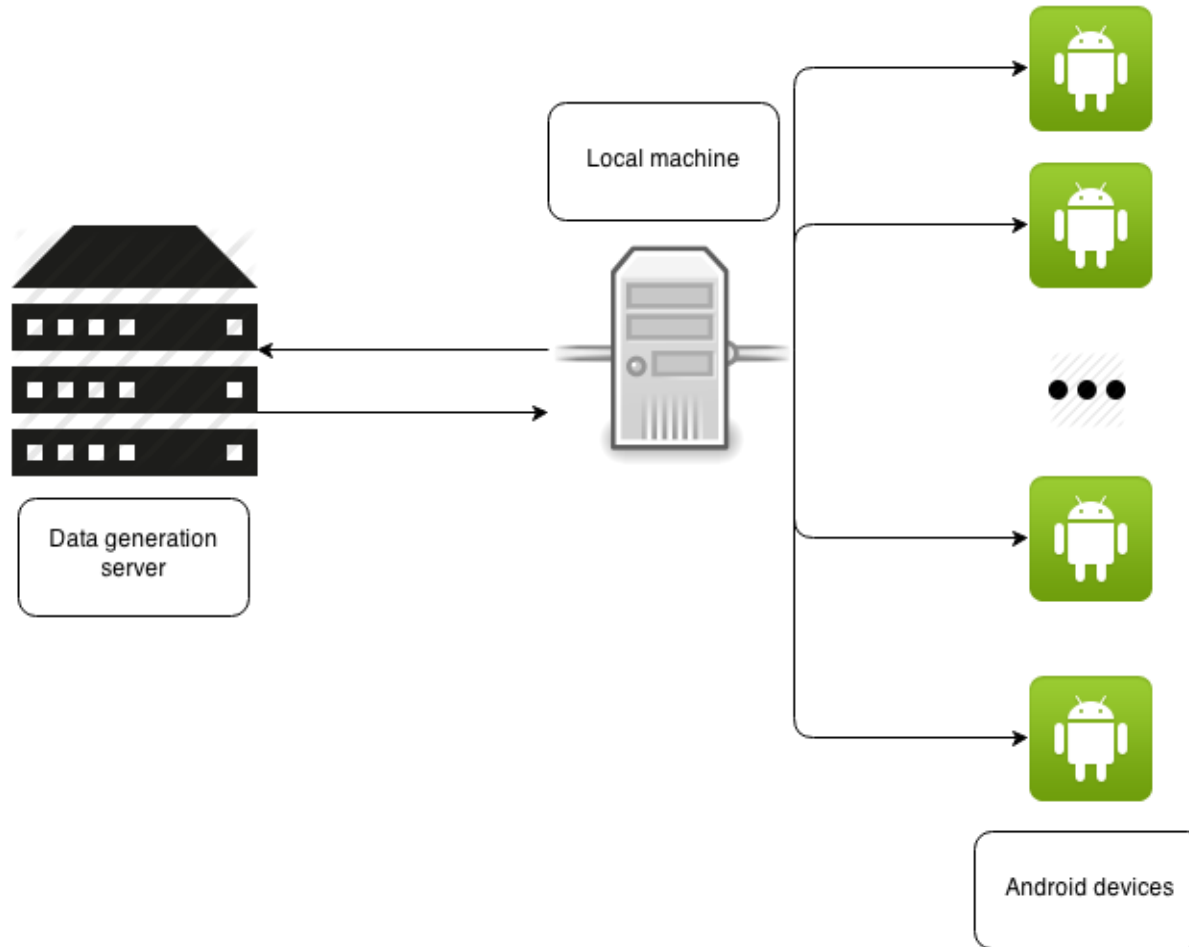 Local machine
Data generation
server
Android devices